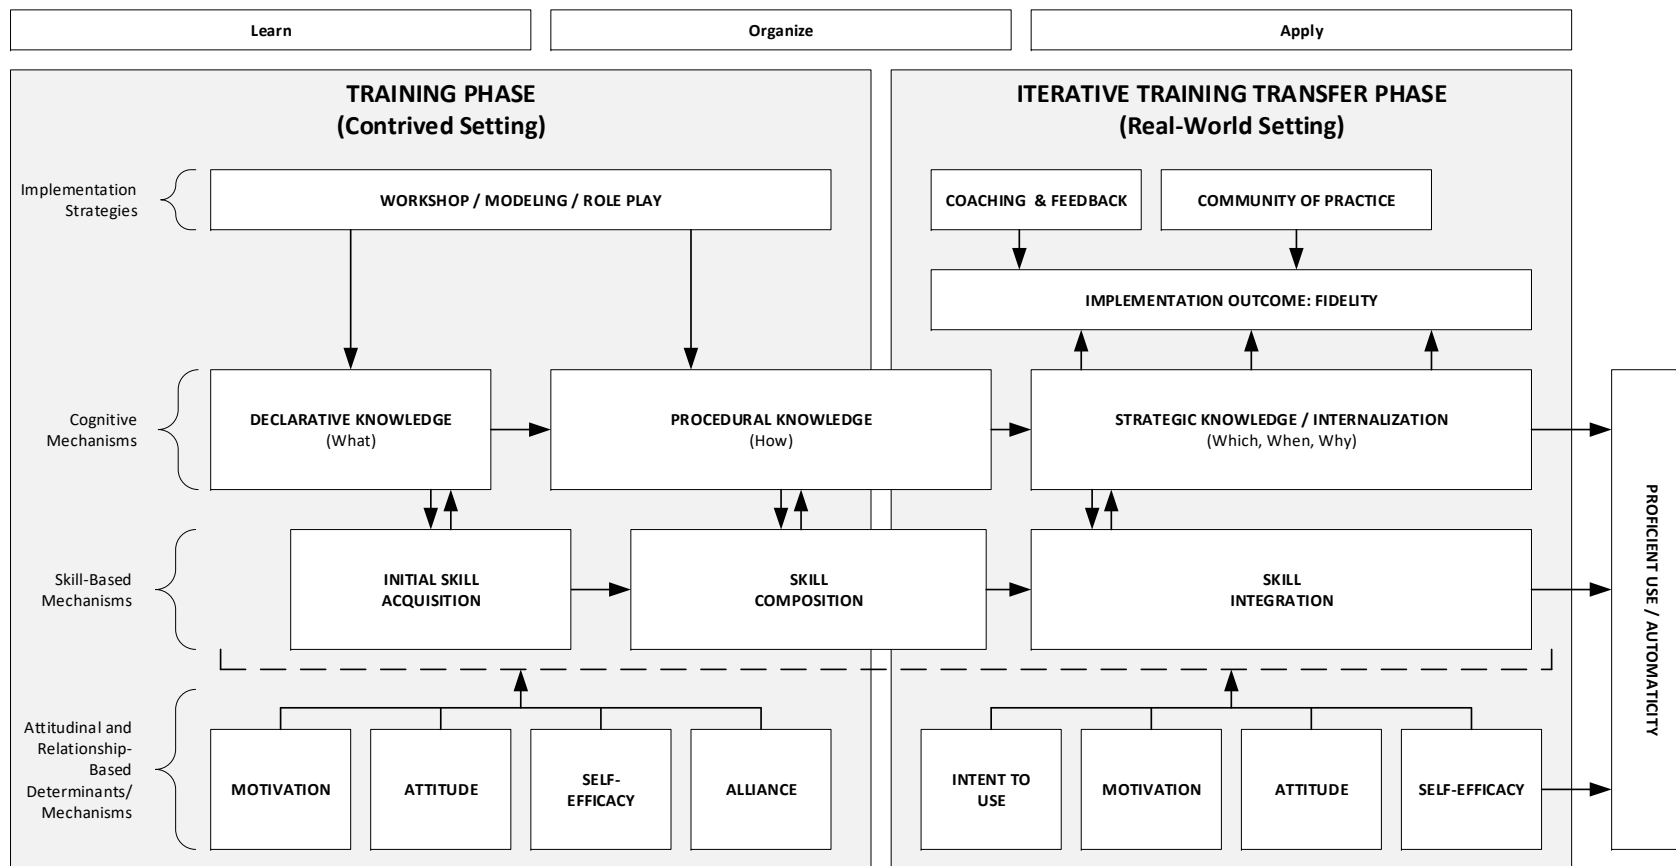 Learn
Organize
Apply
TRAINING PHASE
(Contrived Setting)
ITERATIVE TRAINING TRANSFER PHASE
(Real-World Setting)
Implementation
Strategies
WORKSHOP / MODELING / ROLE PLAY
COACHING & FEEDBACK
COMMUNITY OF PRACTICE
IMPLEMENTATION OUTCOME: FIDELITY
Cognitive
Mechanisms
DECLARATIVE KNOWLEDGE
(What)
PROCEDURAL KNOWLEDGE
(How)
STRATEGIC KNOWLEDGE / INTERNALIZATION
(Which, When, Why)
Skill-Based
Mechanisms
INITIAL SKILL
ACQUISITION
SKILL
COMPOSITION
SKILL
INTEGRATION
PROFICIENT USE / AUTOMATICITY
Attitudinal and
Relationship-
Based
Determinants/
Mechanisms
MOTIVATION
ATTITUDE
SELF-
EFFICACY
ALLIANCE
INTENT TO
USE
MOTIVATION
ATTITUDE
SELF-EFFICACY